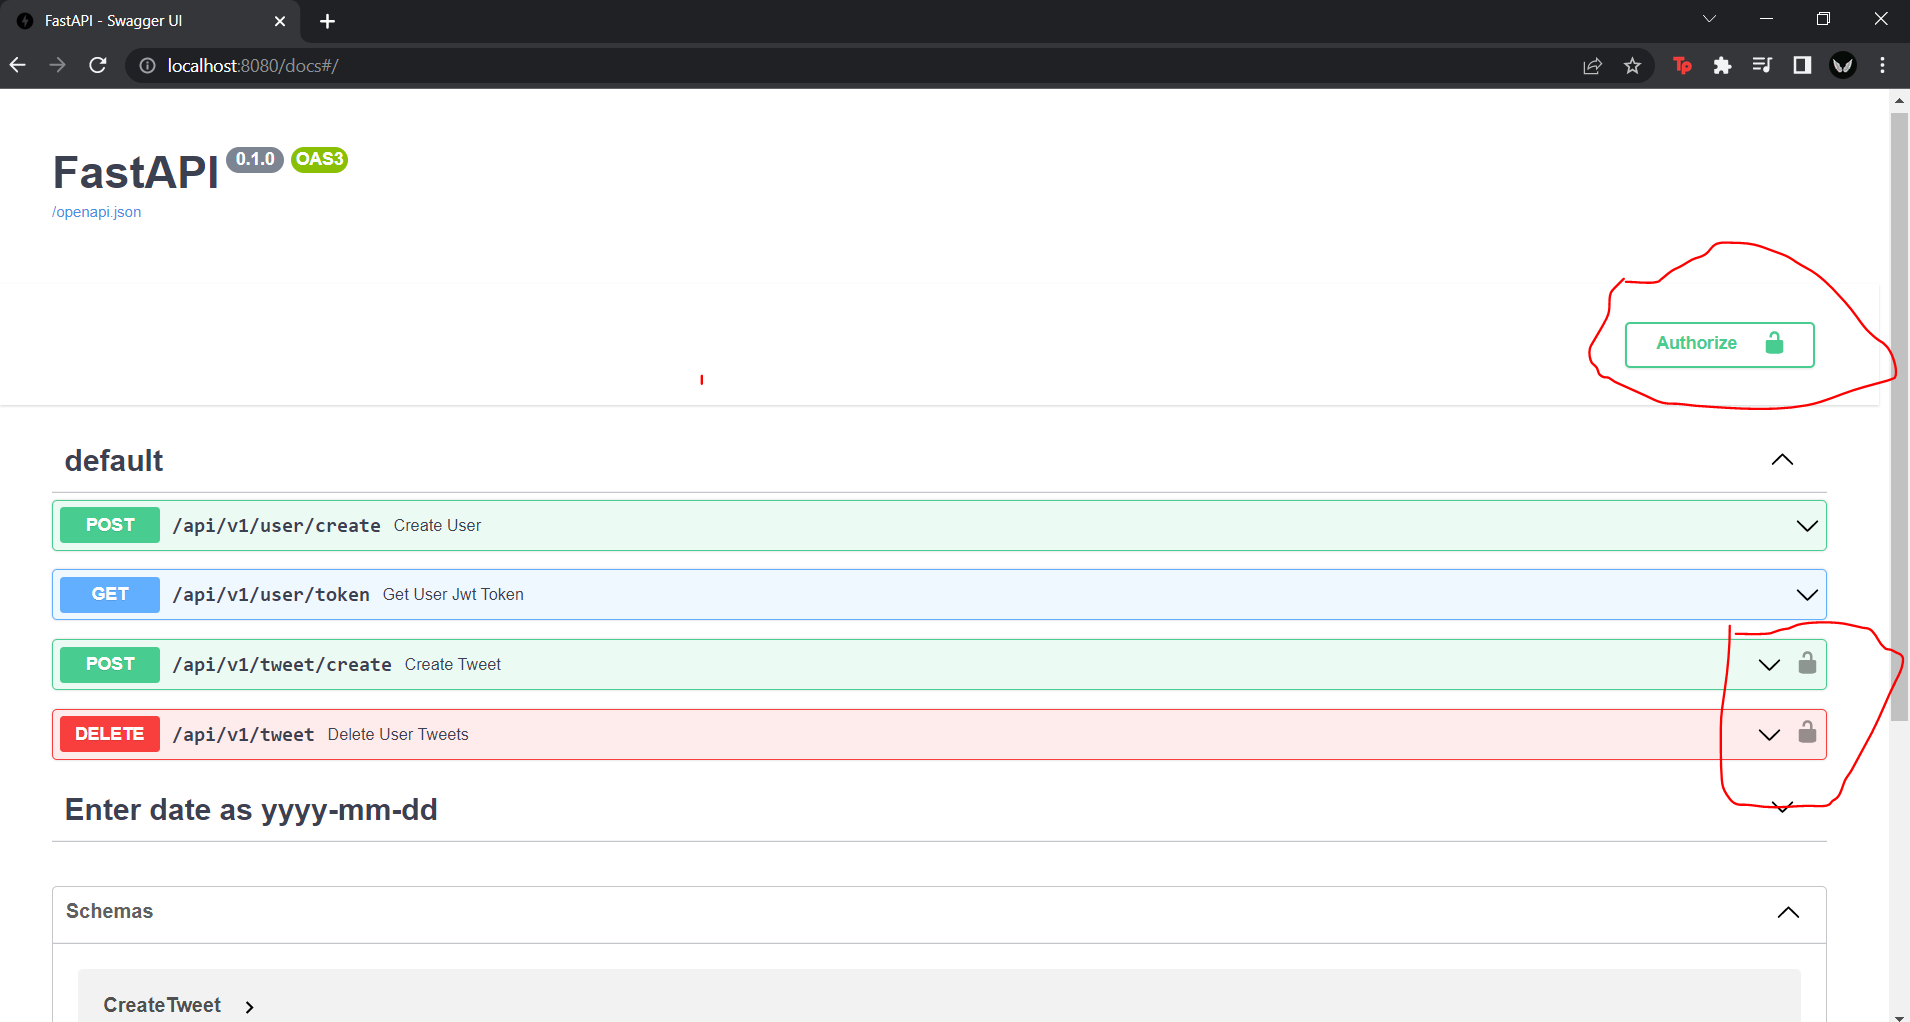 FastAPI - Swagger UI
localhost:8080/docs#/
Tp
FastAPI 0.1.0 OAS3
/openapi.json
Authorize
default
POST /api/v1/user/create Create User
GET /api/v1/user/token Get User Jwt Token
POST /api/v1/tweet/create Create Tweet
DELETE /api/v1/tweet Delete User Tweets
Enter date as yyyy-mm-dd
Schemas
CreateTweet